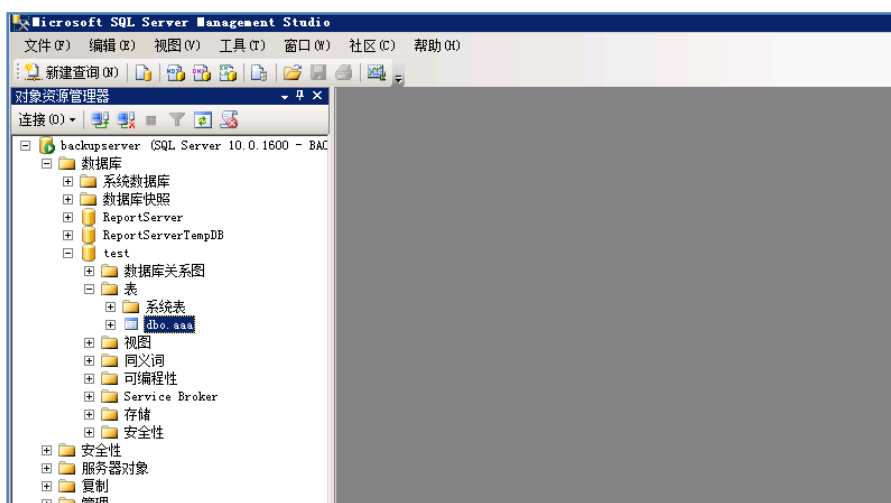 Microsoft SQL Server Management Studio
文件(F) 编辑(E) 视图(V) 工具(T) 窗口(W) 社区(C) 帮助(H)
新建查询(N)
对象资源管理器
连接(O)
backupserver (SQL Server 10.0.1600 - BAC
数据库
系统数据库
数据库快照
ReportServer
ReportServerTempDB
test
数据库关系图
表
系统表
dbo.aaa
视图
同义词
可编程性
Service Broker
存储
安全性
安全性
服务器对象
复制
管理